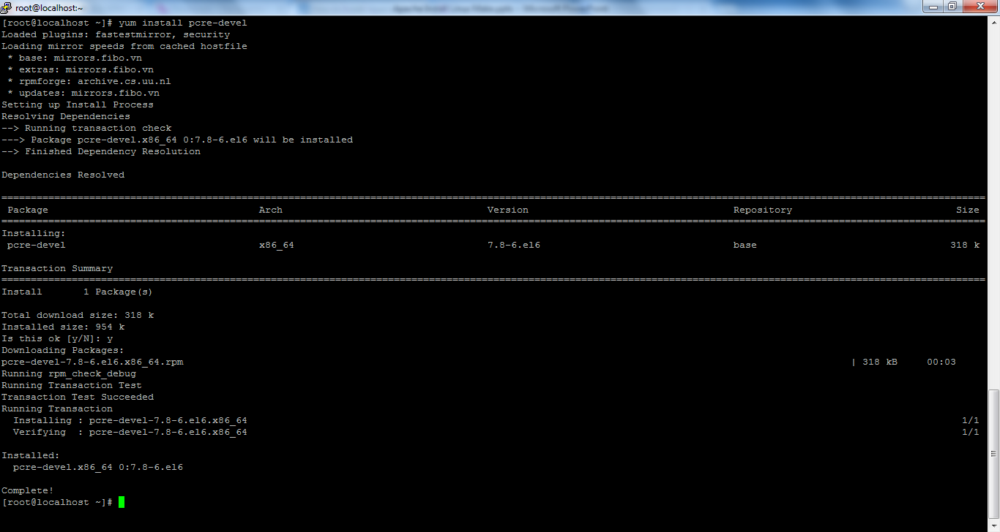 root@localhost:~
[root@localhost ~]# yum install pcre-devel
Loaded plugins: fastestmirror, security
Loading mirror speeds from cached hostfile
 * base: mirrors.fibo.vn
 * extras: mirrors.fibo.vn
 * rpmforge: archive.cs.uu.nl
 * updates: mirrors.fibo.vn
Setting up Install Process
Resolving Dependencies
--> Running transaction check
---> Package pcre-devel.x86_64 0:7.8-6.el6 will be installed
--> Finished Dependency Resolution

Dependencies Resolved

 Package Arch Version Repository Size
Installing:
 pcre-devel x86_64 7.8-6.el6 base 318 k

Transaction Summary
Install       1 Package(s)

Total download size: 318 k
Installed size: 954 k
Is this ok [y/N]: y
Downloading Packages:
pcre-devel-7.8-6.el6.x86_64.rpm | 318 kB     00:03
Running rpm_check_debug
Running Transaction Test
Transaction Test Succeeded
Running Transaction
  Installing : pcre-devel-7.8-6.el6.x86_64 1/1
  Verifying  : pcre-devel-7.8-6.el6.x86_64 1/1

Installed:
  pcre-devel.x86_64 0:7.8-6.el6

Complete!
[root@localhost ~]#